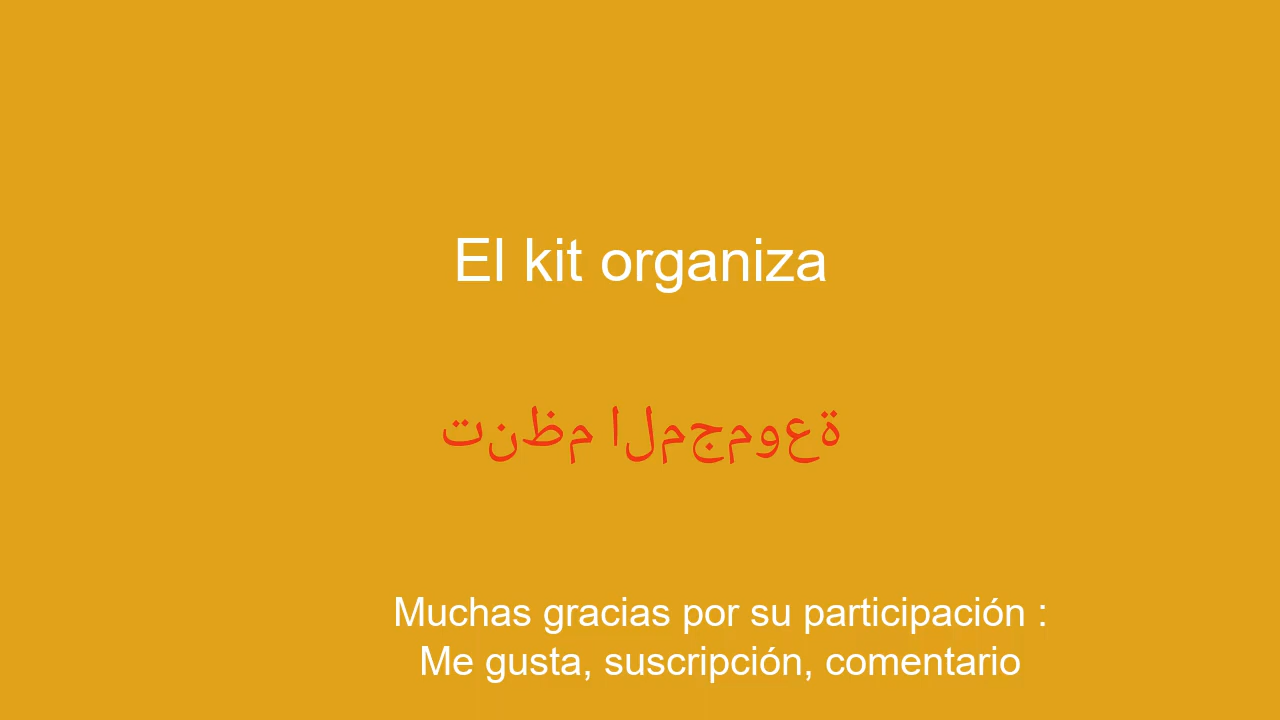 El kit organiza
تنظم المجموعة
Muchas gracias por su participación :
Me gusta, suscripción, comentario